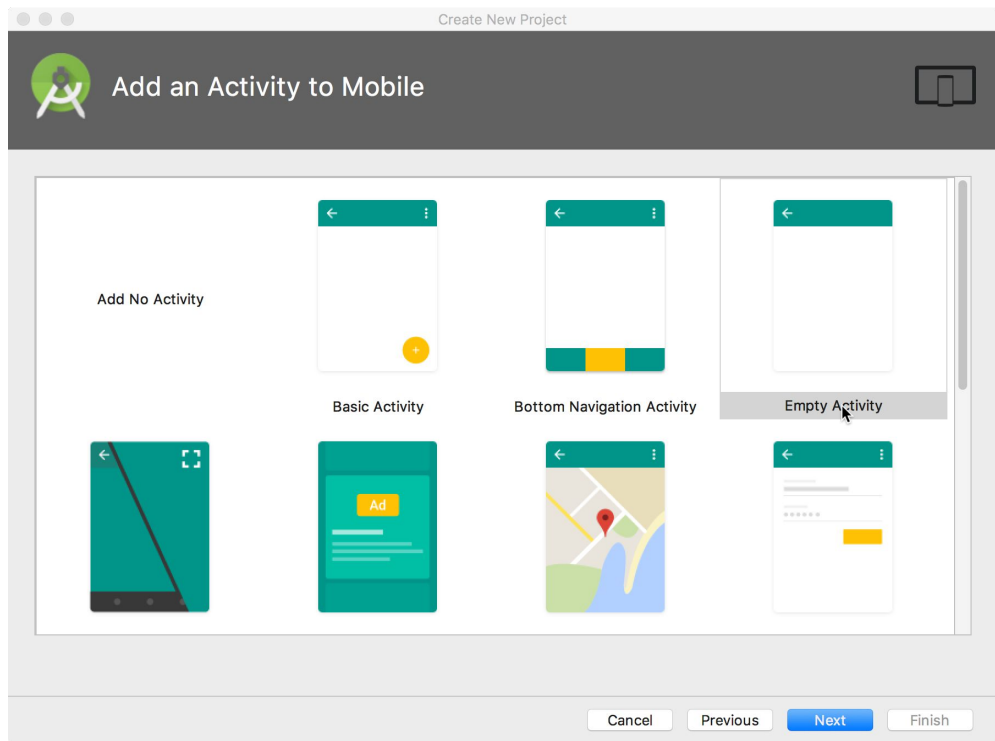 Create New Project
Add an Activity to Mobile
Add No Activity
Basic Activity
Bottom Navigation Activity
Empty Activity
Ad
Cancel
Previous
Next
Finish